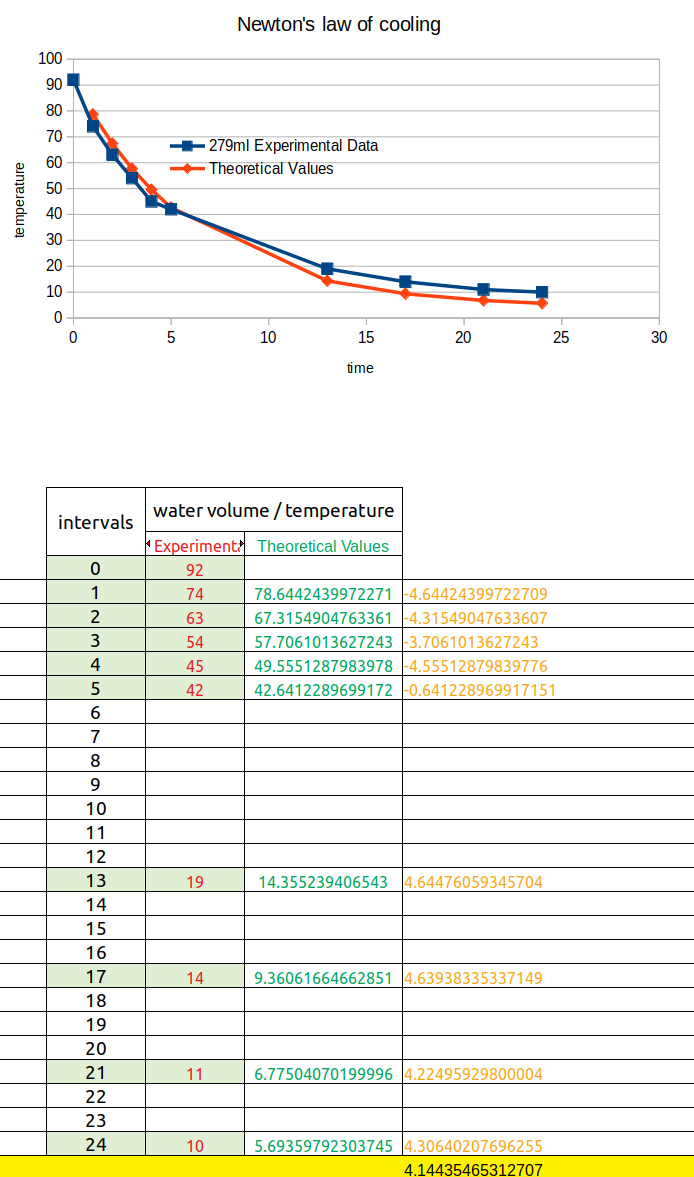 Newton's law of cooling
100
90
80
70
60
50
40
30
20
10
0
temperature
279ml Experimental Data
Theoretical Values
0 5 10 15 20 25 30
time
intervals water volume / temperature
Experiment Theoretical Values
0 92
1 74 78.6442439972271 -4.64424399722709
2 63 67.3154904763361 -4.31549047633607
3 54 57.7061013627243 -3.7061013627243
4 45 49.5551287983978 -4.55512879839776
5 42 42.6412289699172 -0.641228969917151
6
7
8
9
10
11
12
13 19 14.355239406543 4.64476059345704
14
15
16
17 14 9.36061664662851 4.63938335337149
18
19
20
21 11 6.77504070199996 4.22495929800004
22
23
24 10 5.69359792303745 4.30640207696255
4.14435465312707